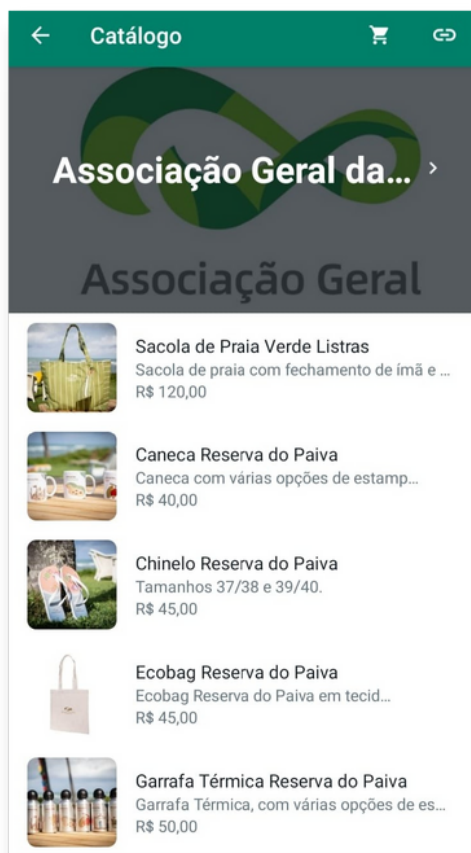 Catálogo
Associação Geral da...
Associação Geral
Sacola de Praia Verde Listras
Sacola de praia com fechamento de ímã e ...
R$ 120,00
Caneca Reserva do Paiva
Caneca com várias opções de estamp...
R$ 40,00
Chinelo Reserva do Paiva
Tamanhos 37/38 e 39/40.
R$ 45,00
Ecobag Reserva do Paiva
Ecobag Reserva do Paiva em tecid...
R$ 45,00
Garrafa Térmica Reserva do Paiva
Garrafa Térmica, com várias opções de es...
R$ 50,00